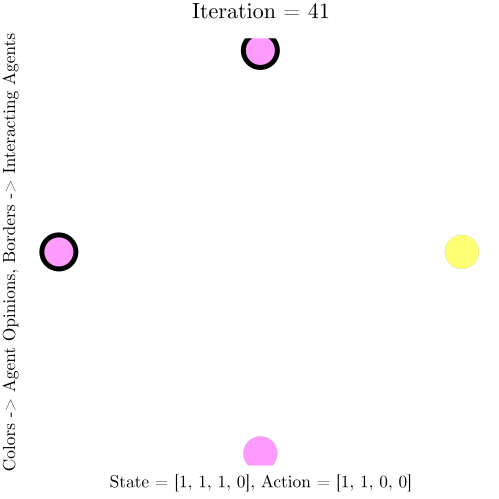 Iteration = 41
Colors -> Agent Opinions, Borders -> Interacting Agents
State = [1, 1, 1, 0], Action = [1, 1, 0, 0]